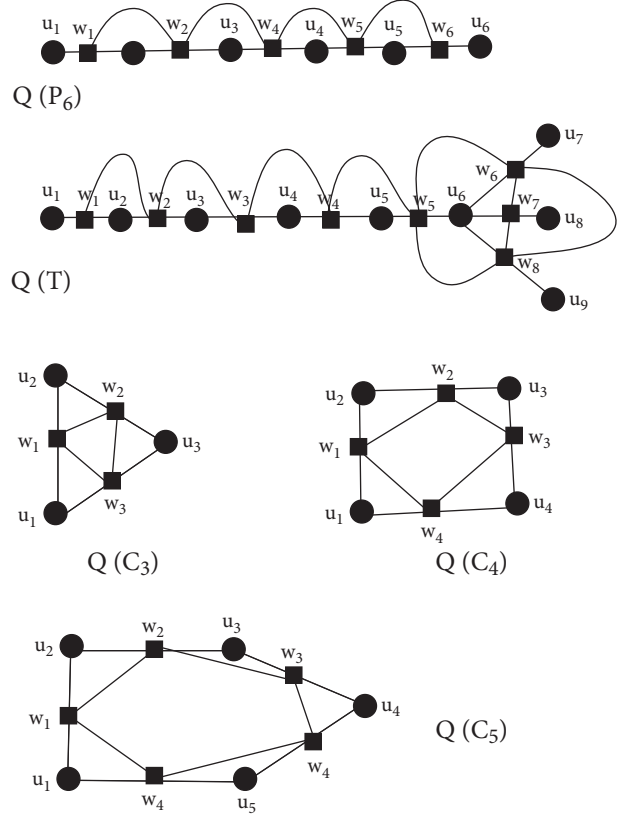 u₁ w₁ w₂ u₃ w₄ u₄ w₅ u₅ w₆ u₆
Q (P₆)
u₁ w₁ u₂ w₂ u₃ w₃ u₄ w₄ u₅ w₅ u₆ w₆ u₇
w₇ u₈
w₈
u₉
Q (T)
u₂ w₂
w₁ u₃
u₁ w₃
Q (C₃)
w₂
u₂ u₃
w₁ w₃
u₁ w₄ u₄
Q (C₄)
u₂ w₂ u₃
w₃
w₁ u₄
w₄
u₁ w₄ u₅
Q (C₅)